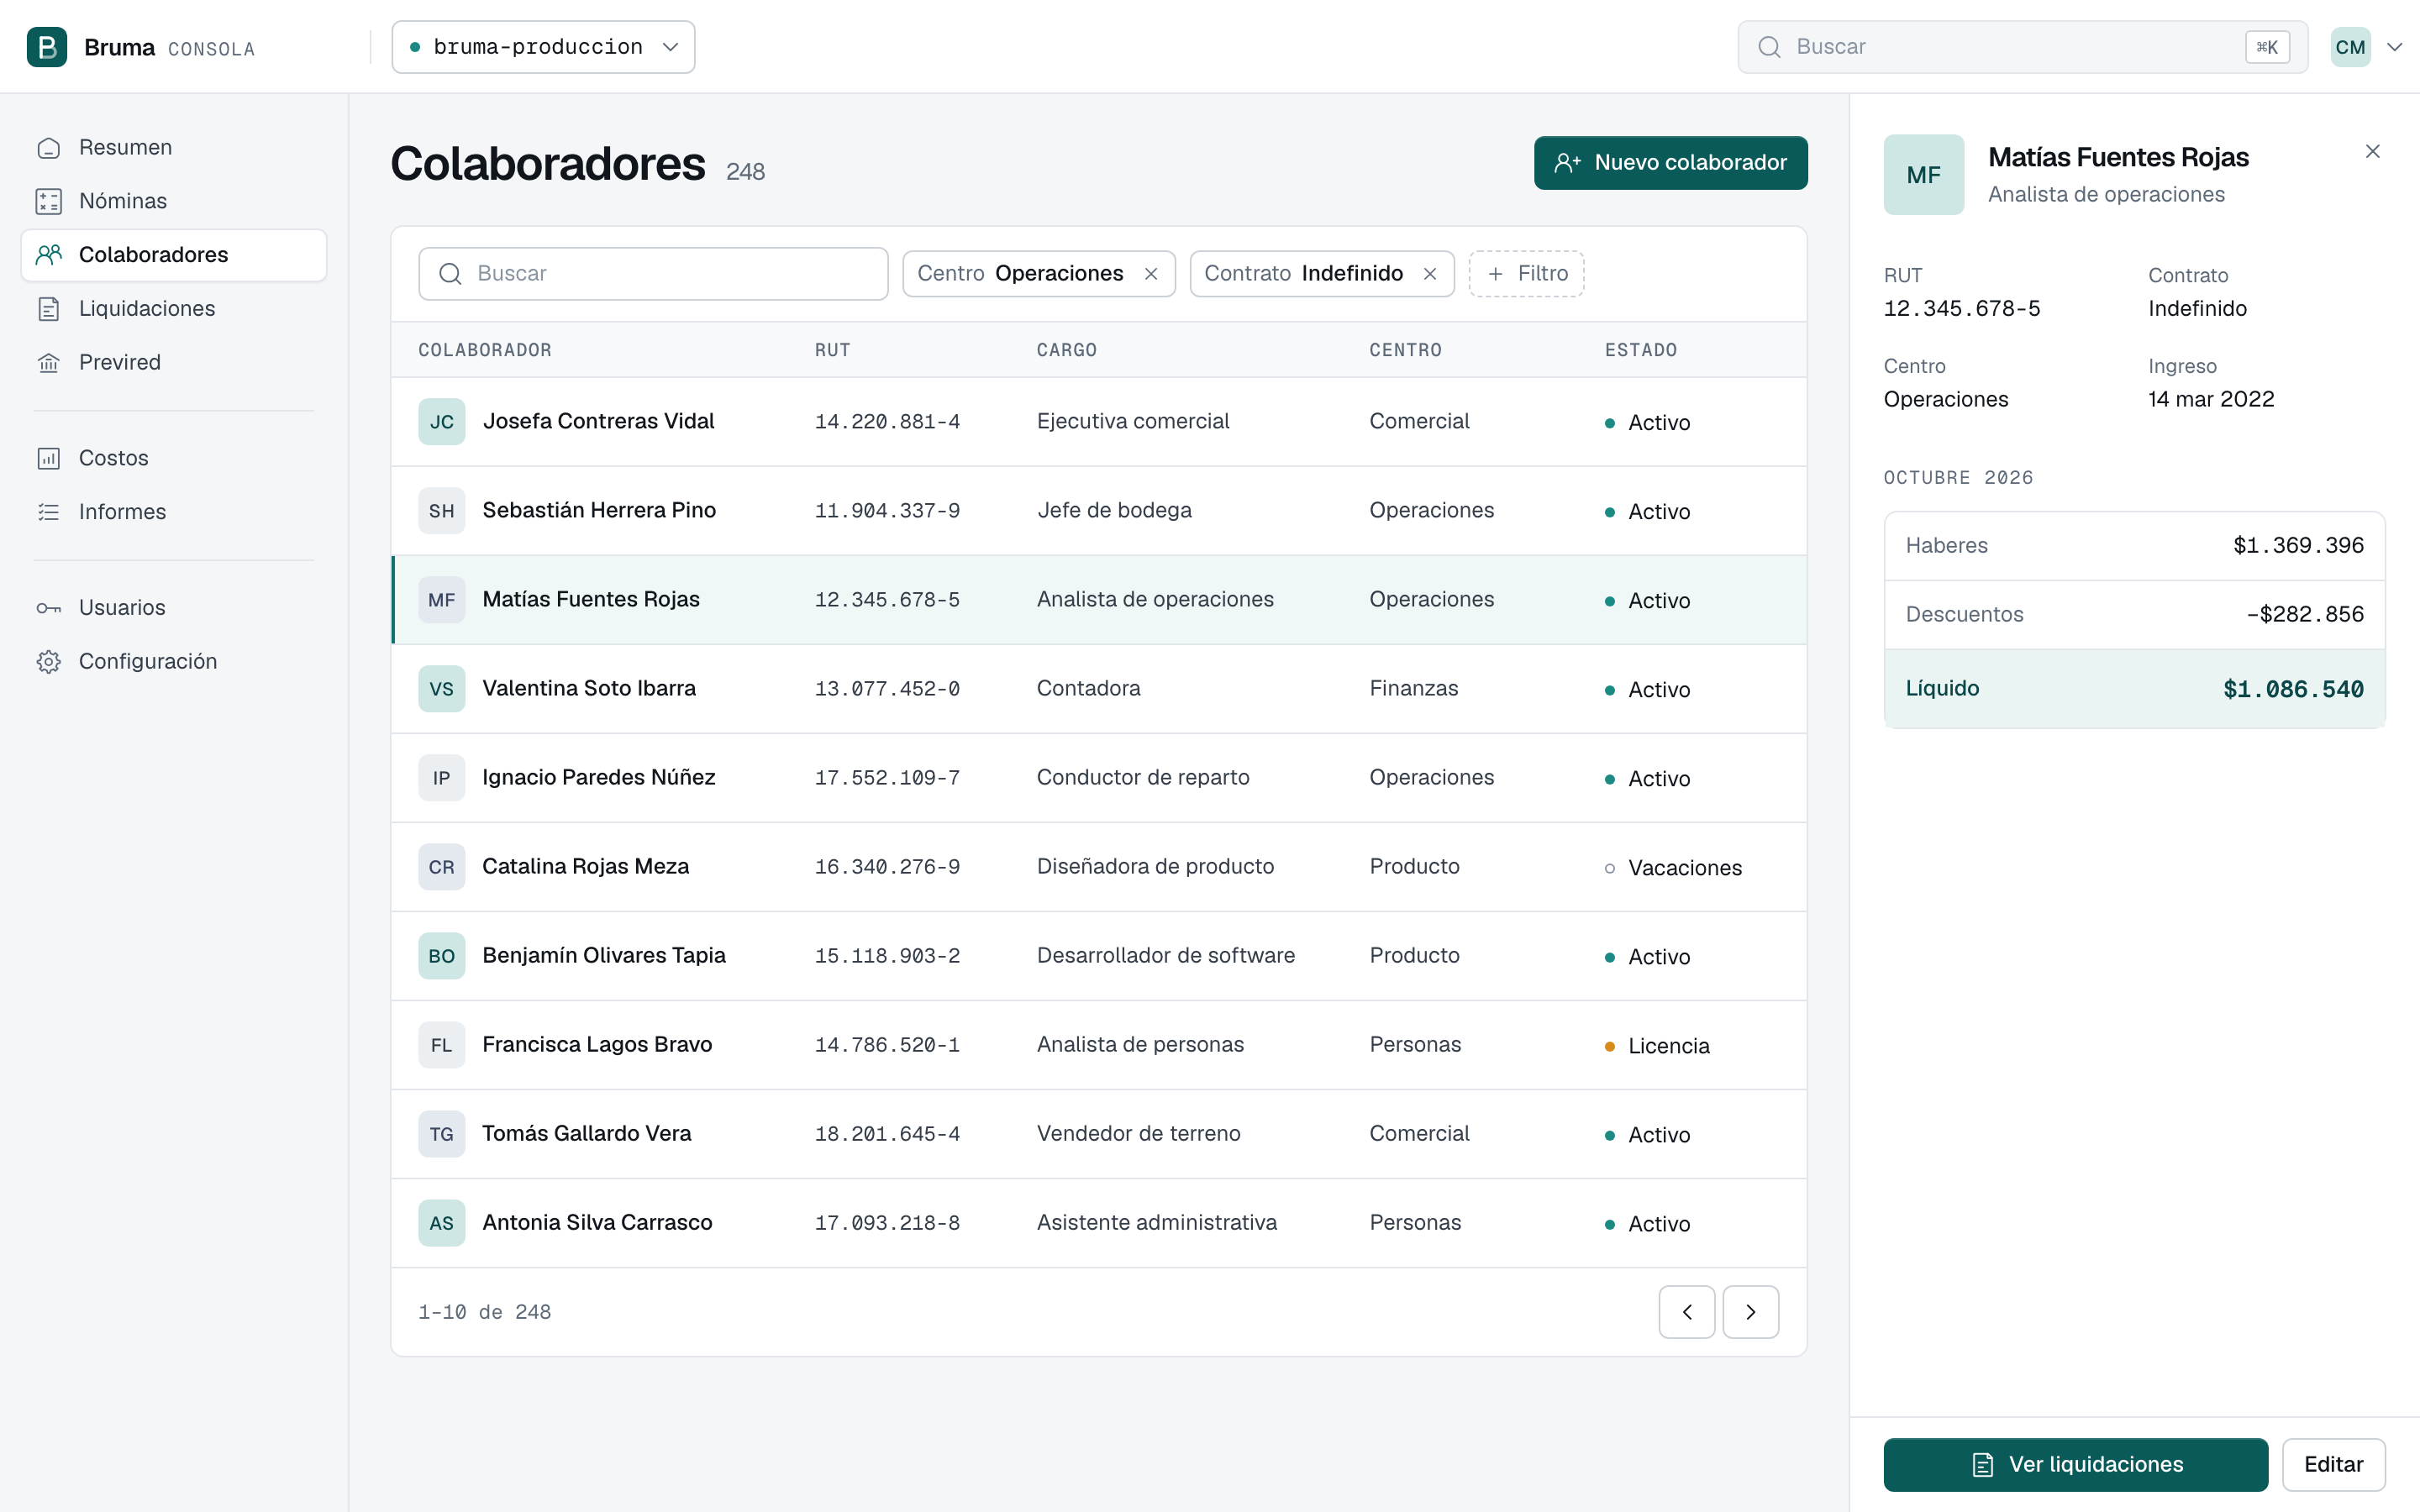 B Bruma CONSOLA
bruma-produccion
Buscar ⌘K
CM
Resumen
Nóminas
Colaboradores
Liquidaciones
Previred
Costos
Informes
Usuarios
Configuración
Colaboradores 248
Nuevo colaborador
Buscar
Centro Operaciones
Contrato Indefinido
Filtro
COLABORADOR RUT CARGO CENTRO ESTADO
JC Josefa Contreras Vidal 14.220.881-4 Ejecutiva comercial Comercial Activo
SH Sebastián Herrera Pino 11.904.337-9 Jefe de bodega Operaciones Activo
MF Matías Fuentes Rojas 12.345.678-5 Analista de operaciones Operaciones Activo
VS Valentina Soto Ibarra 13.077.452-0 Contadora Finanzas Activo
IP Ignacio Paredes Núñez 17.552.109-7 Conductor de reparto Operaciones Activo
CR Catalina Rojas Meza 16.340.276-9 Diseñadora de producto Producto Vacaciones
BO Benjamín Olivares Tapia 15.118.903-2 Desarrollador de software Producto Activo
FL Francisca Lagos Bravo 14.786.520-1 Analista de personas Personas Licencia
TG Tomás Gallardo Vera 18.201.645-4 Vendedor de terreno Comercial Activo
AS Antonia Silva Carrasco 17.093.218-8 Asistente administrativa Personas Activo
1–10 de 248
MF
Matías Fuentes Rojas
Analista de operaciones
RUT Contrato
12.345.678-5 Indefinido
Centro Ingreso
Operaciones 14 mar 2022
OCTUBRE 2026
Haberes $1.369.396
Descuentos −$282.856
Líquido $1.086.540
Ver liquidaciones
Editar